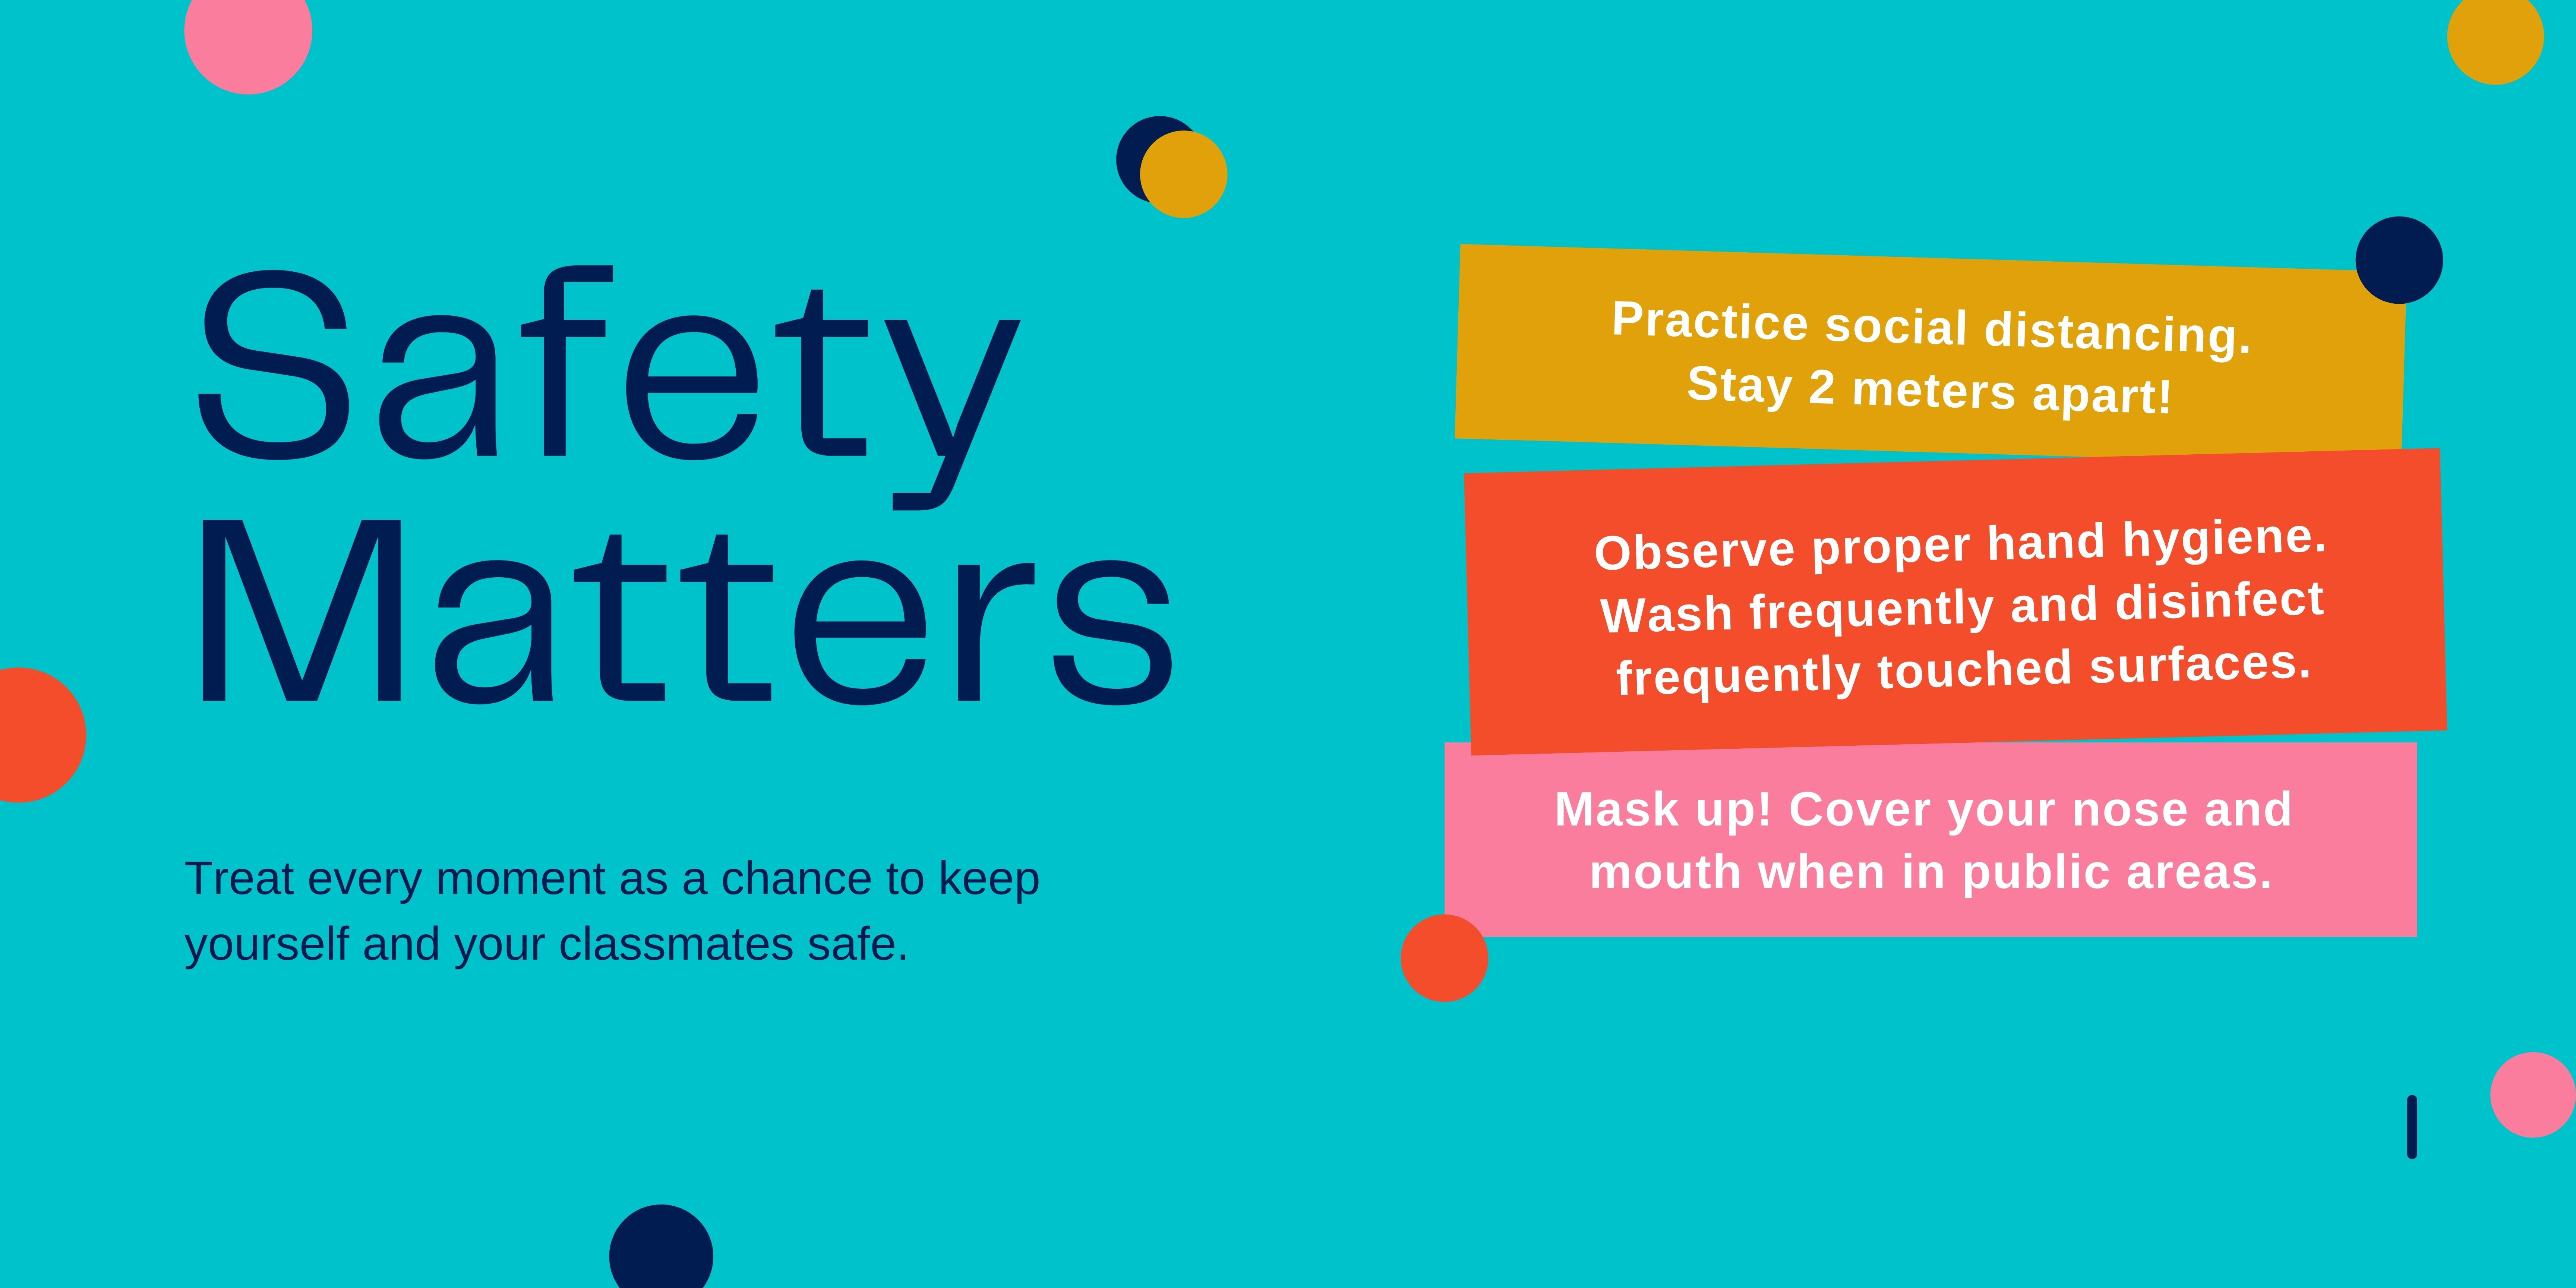 Safety
Matters
Treat every moment as a chance to keep
yourself and your classmates safe.
Practice social distancing.
Stay 2 meters apart!
Observe proper hand hygiene.
Wash frequently and disinfect
frequently touched surfaces.
Mask up! Cover your nose and
mouth when in public areas.